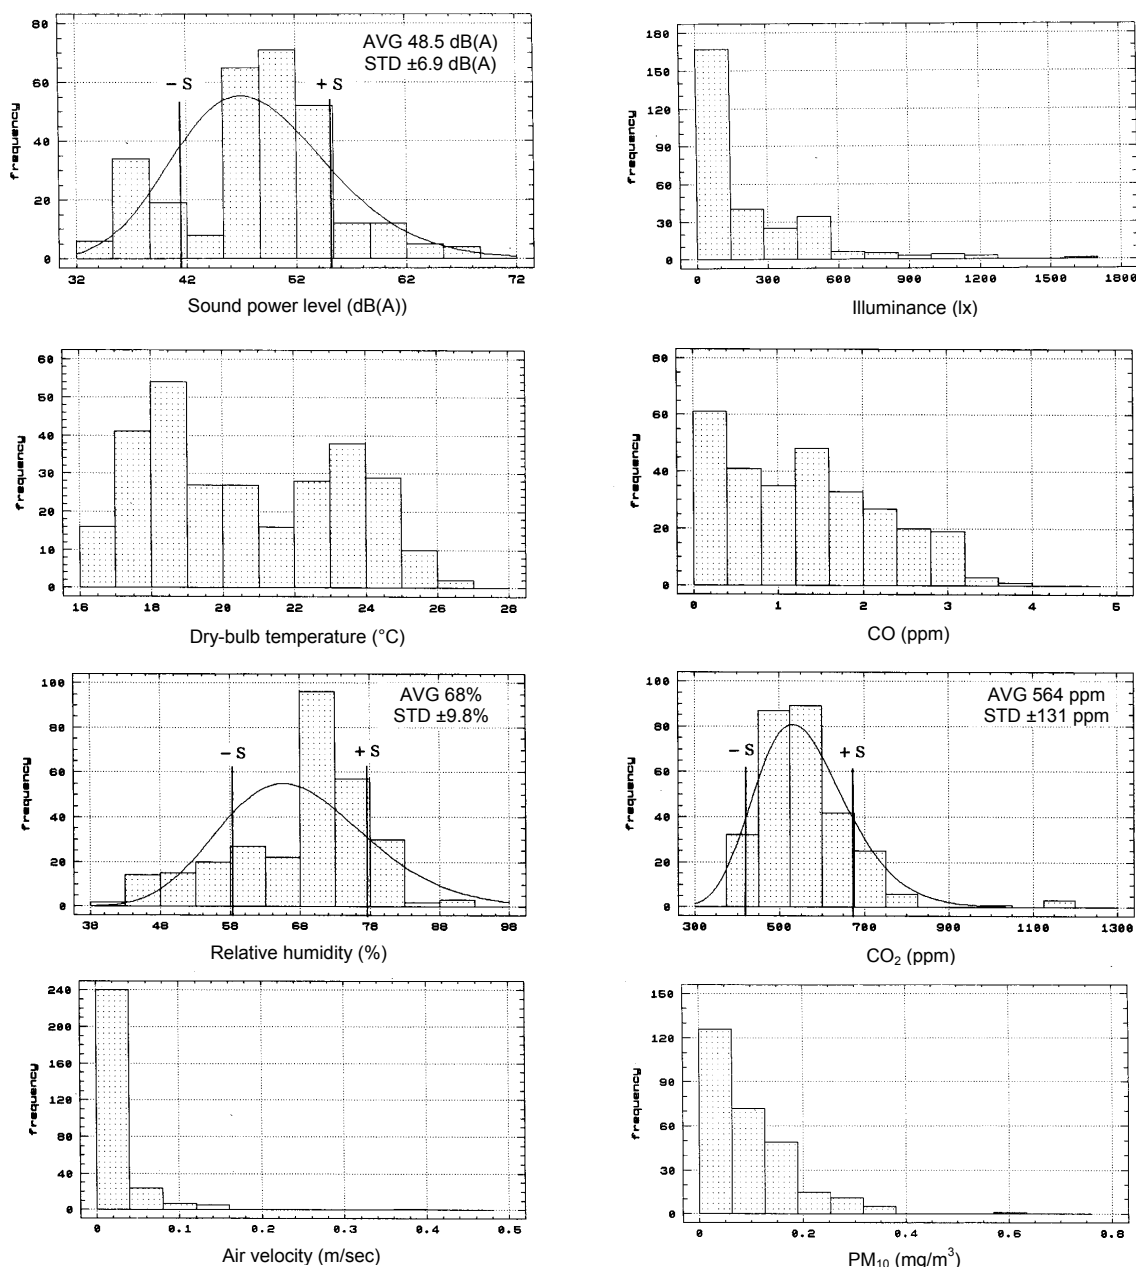 80
60
40
20
0
frequency
AVG 48.5 dB(A)
STD ±6.9 dB(A)
– S
+ S
32 42 52 62 72
Sound power level (dB(A))
180
150
120
90
60
30
0
frequency
0 300 600 900 1200 1500 1800
Illuminance (lx)
60
50
40
30
20
10
0
frequency
16 18 20 22 24 26 28
Dry-bulb temperature (°C)
80
60
40
20
0
frequency
0 1 2 3 4 5
CO (ppm)
100
80
60
40
20
0
frequency
AVG 68%
STD ±9.8%
– S
+ S
38 48 58 68 78 88 98
Relative humidity (%)
100
80
60
40
20
0
frequency
AVG 564 ppm
STD ±131 ppm
– S
+ S
300 500 700 900 1100 1300
CO₂ (ppm)
240
200
160
120
80
40
0
frequency
0 0.1 0.2 0.3 0.4 0.5
Air velocity (m/sec)
150
120
90
60
30
0
frequency
0 0.2 0.4 0.6 0.8
PM₁₀ (mg/m³)